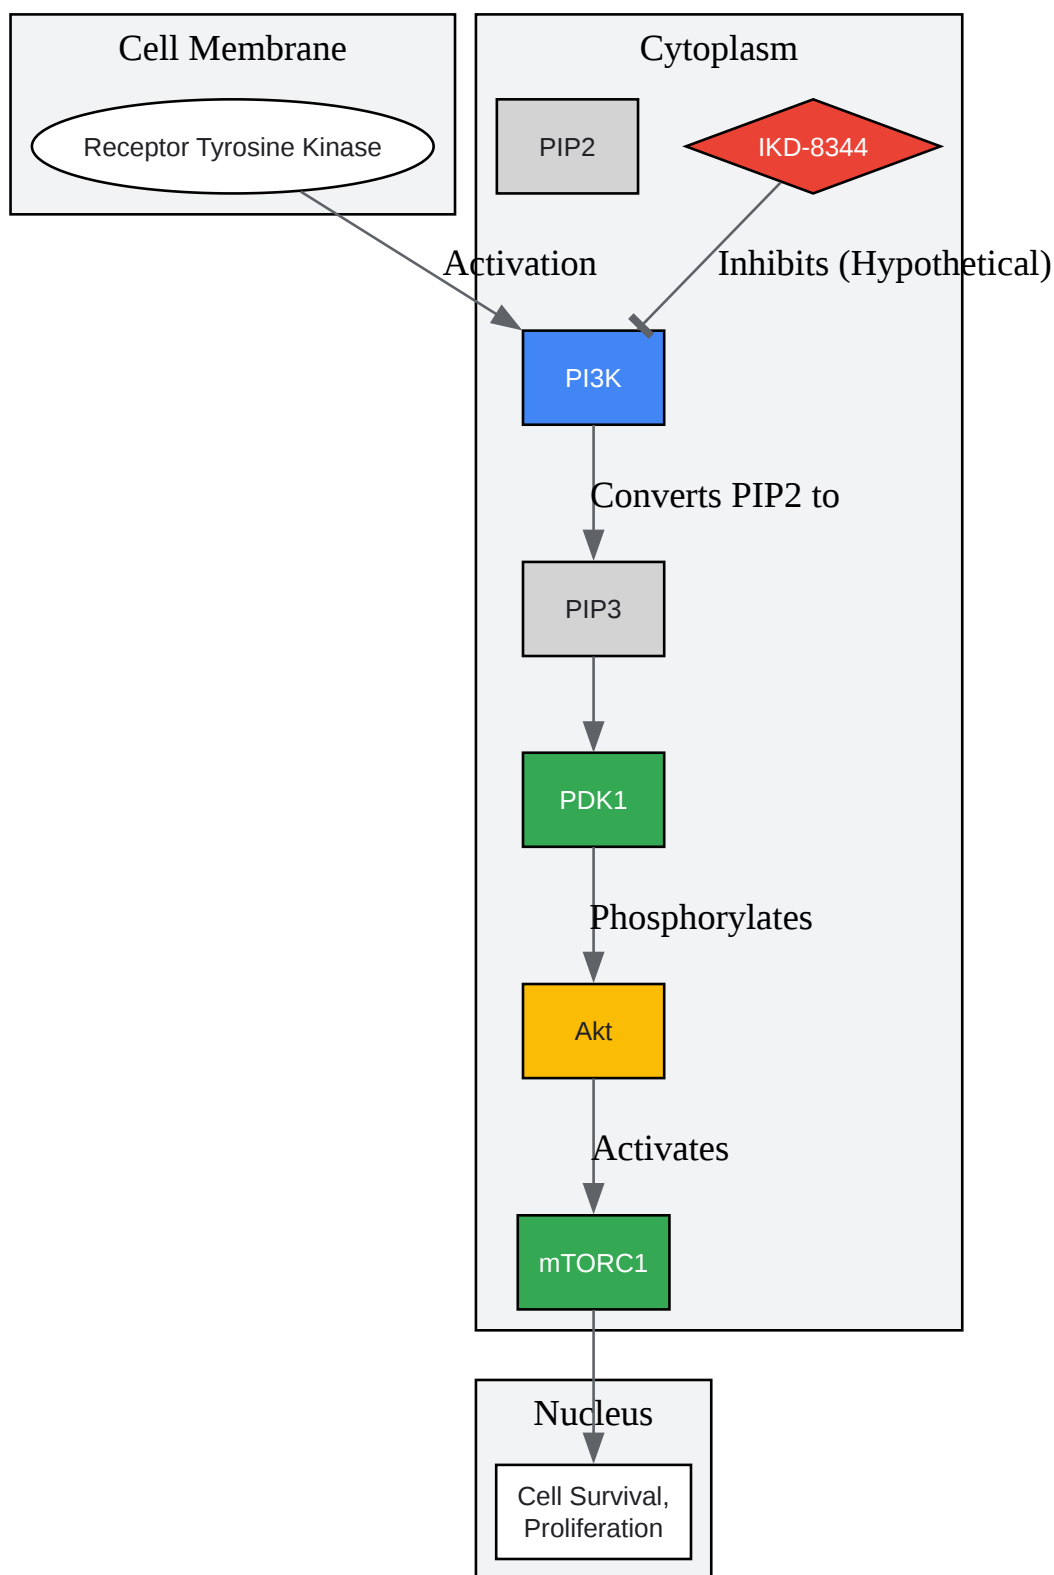 Cell Membrane
Cytoplasm
Receptor Tyrosine Kinase
PIP2
IKD-8344
Activation
Inhibits (Hypothetical)
PI3K
Converts PIP2 to
PIP3
PDK1
Phosphorylates
Akt
Activates
mTORC1
Nucleus
Cell Survival,
Proliferation